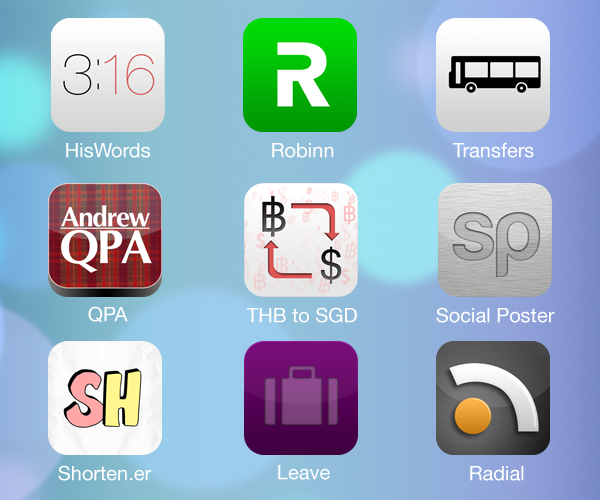 3:16
R
HisWords
Robinn
Transfers
Andrew
QPA
฿
$
sp
QPA
THB to SGD
Social Poster
SH
Shorten.er
Leave
Radial